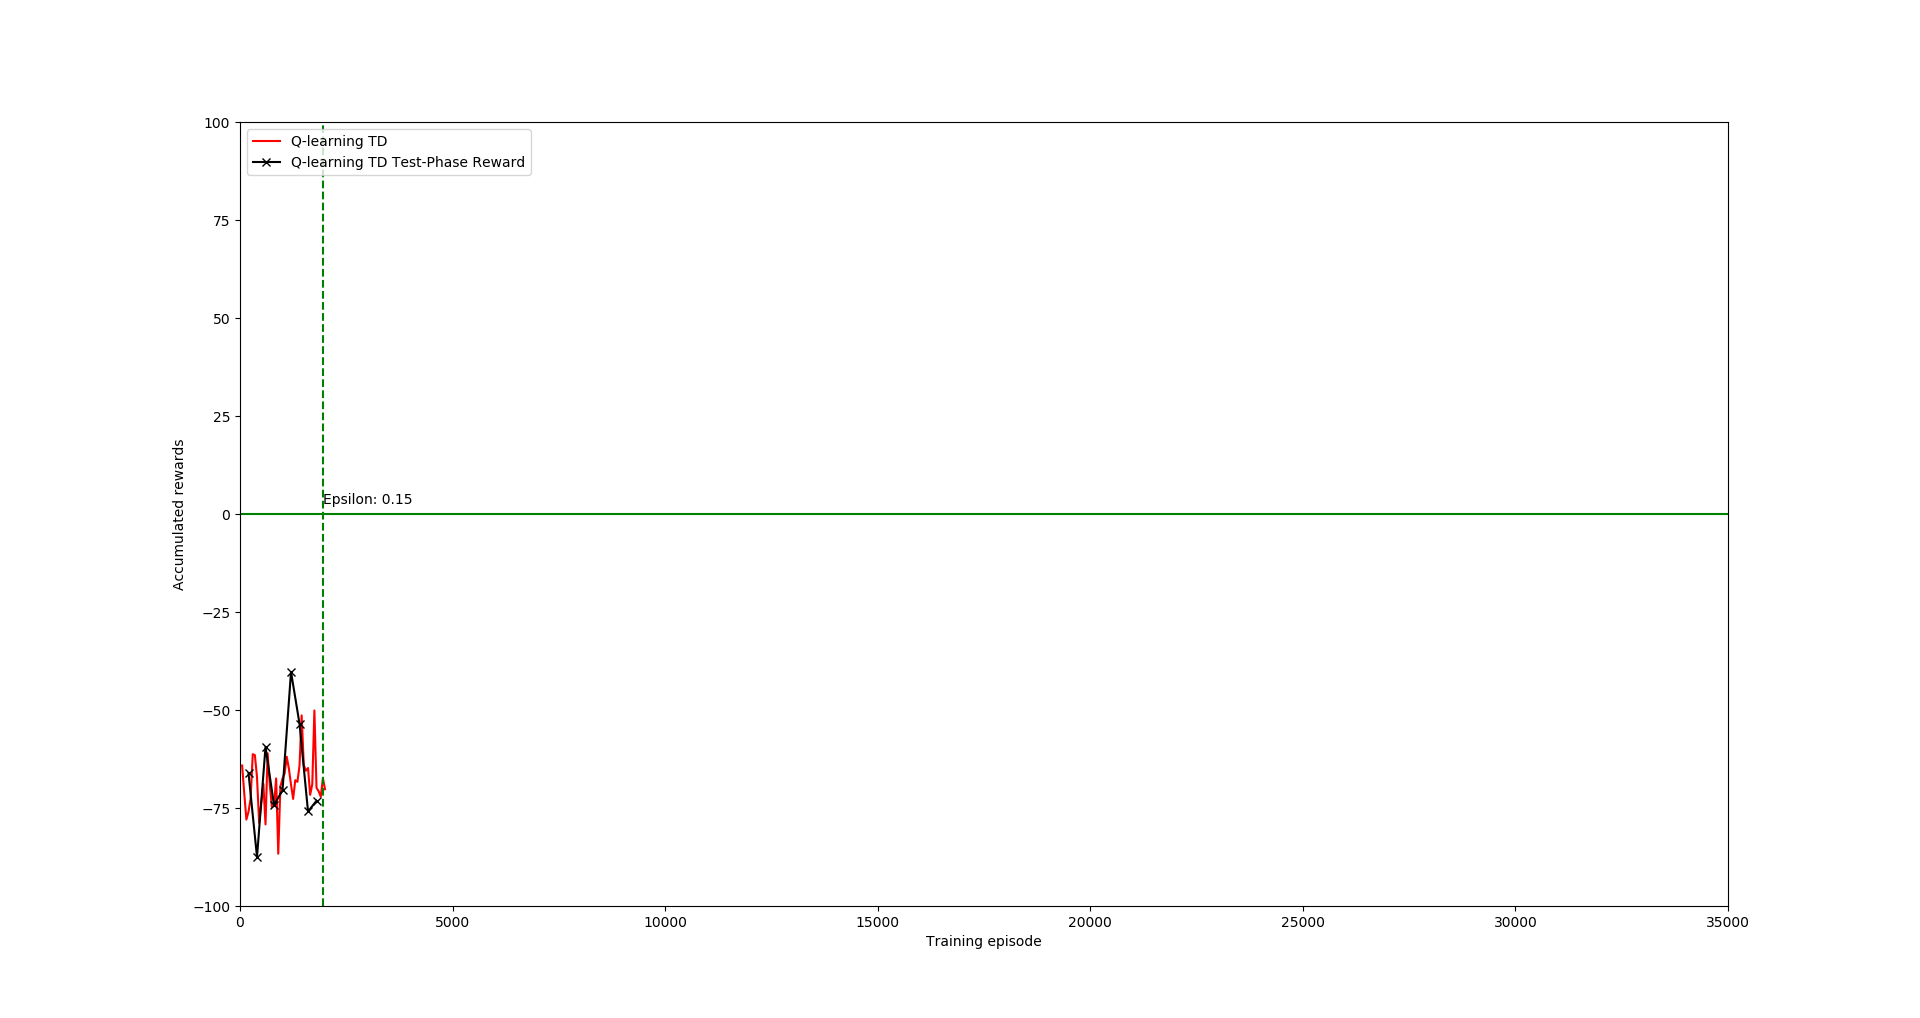 100
75
50
25
0
−25
−50
−75
−100
Accumulated rewards
Q-learning TD
Q-learning TD Test-Phase Reward
Epsilon: 0.15
0 5000 10000 15000 20000 25000 30000 35000
Training episode